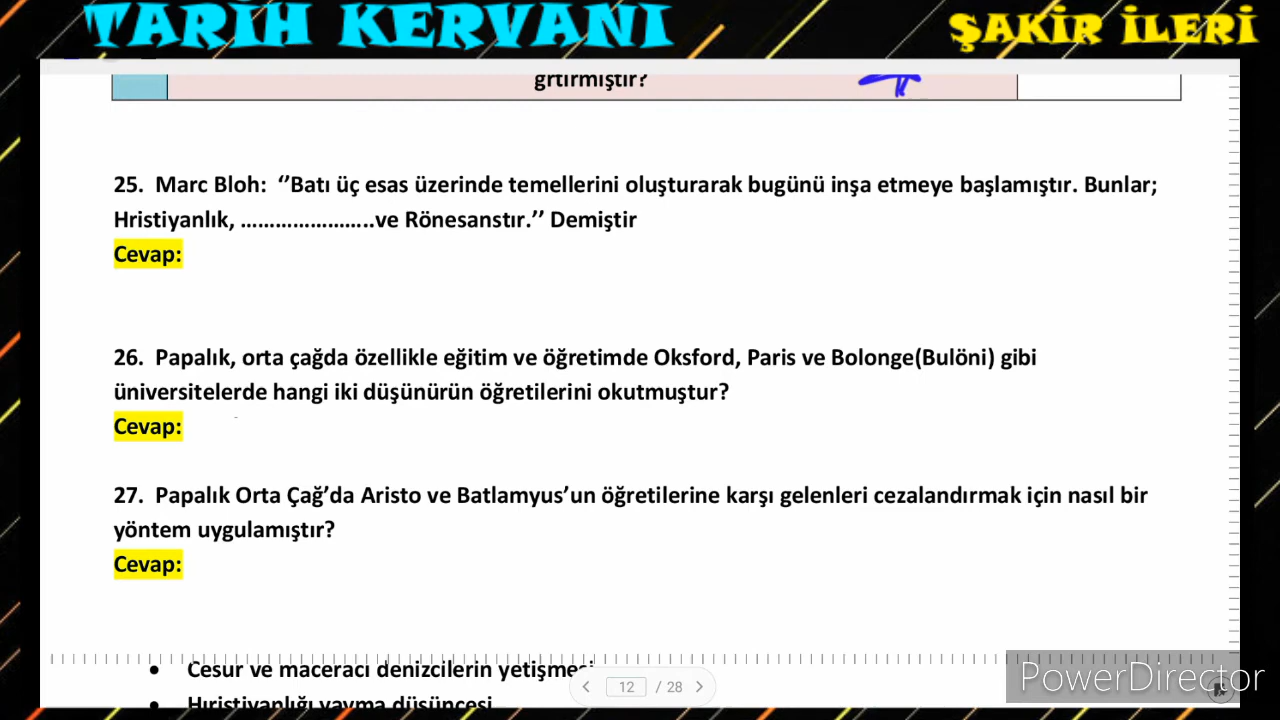 TARİH KERVANI
ŞAKİR İLERİ
grtirmiştir?
25. Marc Bloh: ‘’Batı üç esas üzerinde temellerini oluşturarak bugünü inşa etmeye başlamıştır. Bunlar;
Hristiyanlık, …………………..ve Rönesanstır.’’ Demiştir
Cevap:
26. Papalık, orta çağda özellikle eğitim ve öğretimde Oksford, Paris ve Bolonge(Bulöni) gibi
üniversitelerde hangi iki düşünürün öğretilerini okutmuştur?
Cevap:
27. Papalık Orta Çağ’da Aristo ve Batlamyus’un öğretilerine karşı gelenleri cezalandırmak için nasıl bir
yöntem uygulamıştır?
Cevap:
• Cesur ve maceracı denizcilerin yetişmesi
• Hıristiyanlığı yayma düşüncesi
12 / 28
PowerDirector